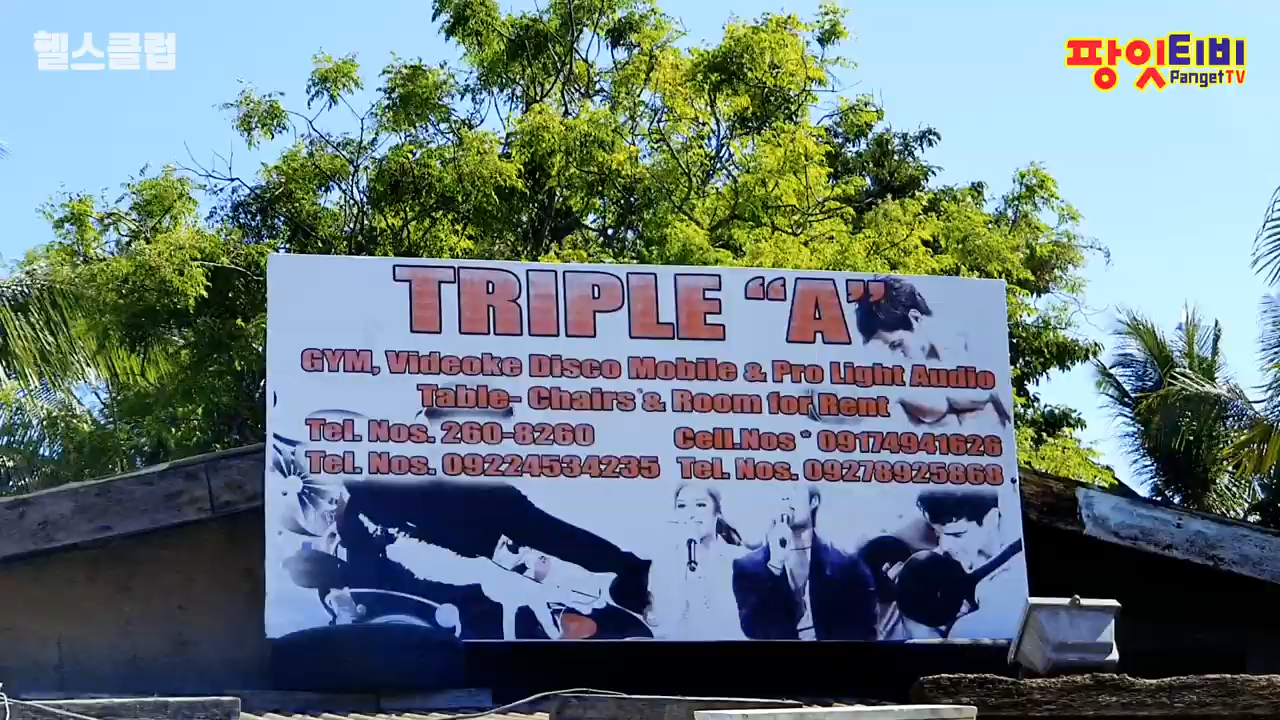 헬스클럽
팡잇티비
PangetTV
TRIPLE “A”
GYM, Videoke Disco Mobile & Pro Light Audio
Table- Chairs & Room for Rent
Tel. Nos. 260-8260 Cell.Nos * 09174941626
Tel. Nos. 09224534235 Tel. Nos. 09278925868